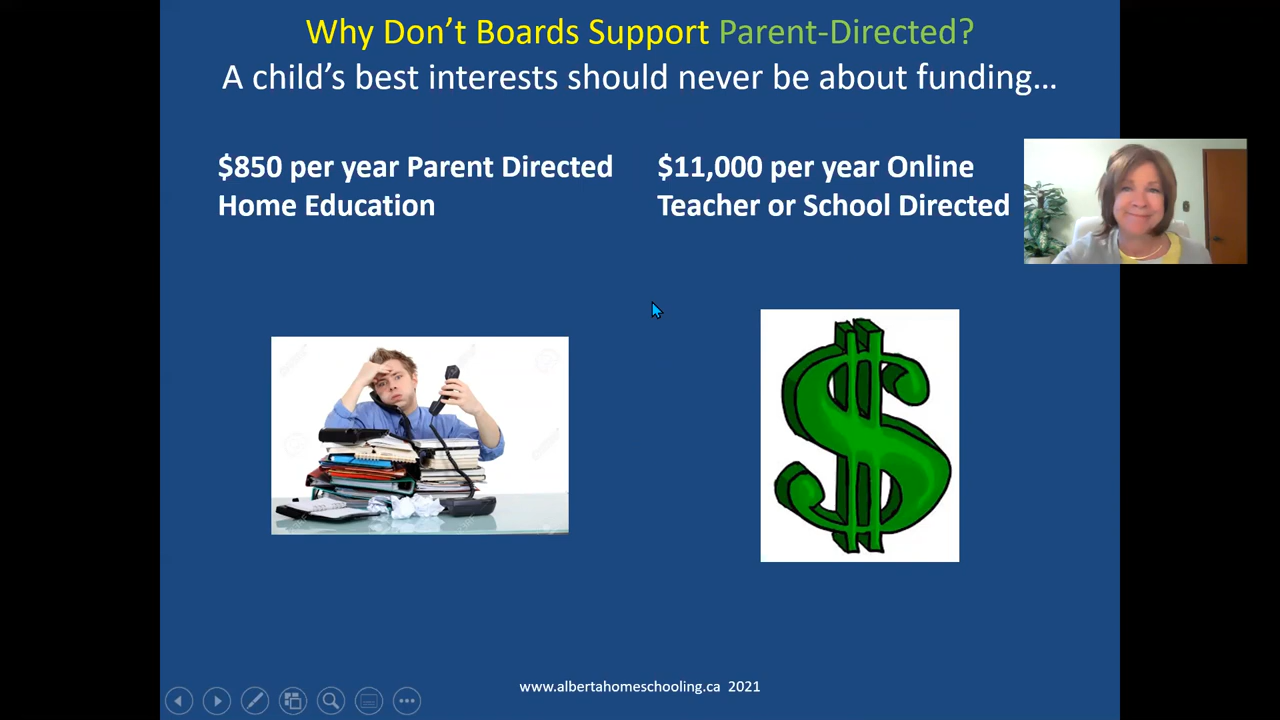 Why Don’t Boards Support Parent-Directed?
A child’s best interests should never be about funding…
$850 per year Parent Directed
Home Education
$11,000 per year Online
Teacher or School Directed
www.albertahomeschooling.ca 2021